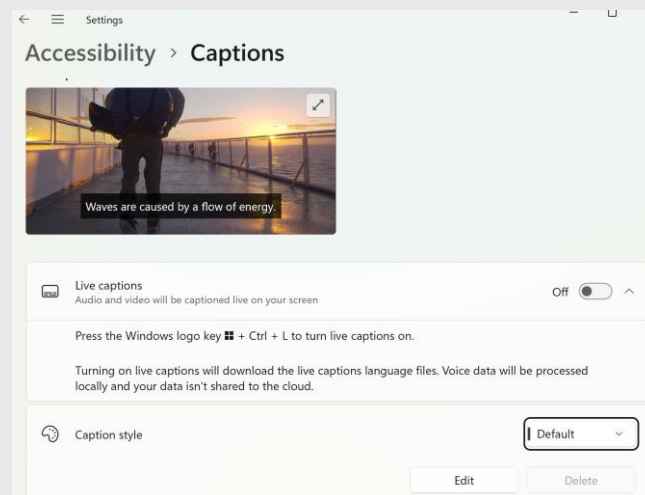 Settings
Accessibility > Captions
Waves are caused by a flow of energy.
Live captions
Audio and video will be captioned live on your screen
Off
Press the Windows logo key + Ctrl + L to turn live captions on.
Turning on live captions will download the live captions language files. Voice data will be processed
locally and your data isn't shared to the cloud.
Caption style
Default
Edit
Delete